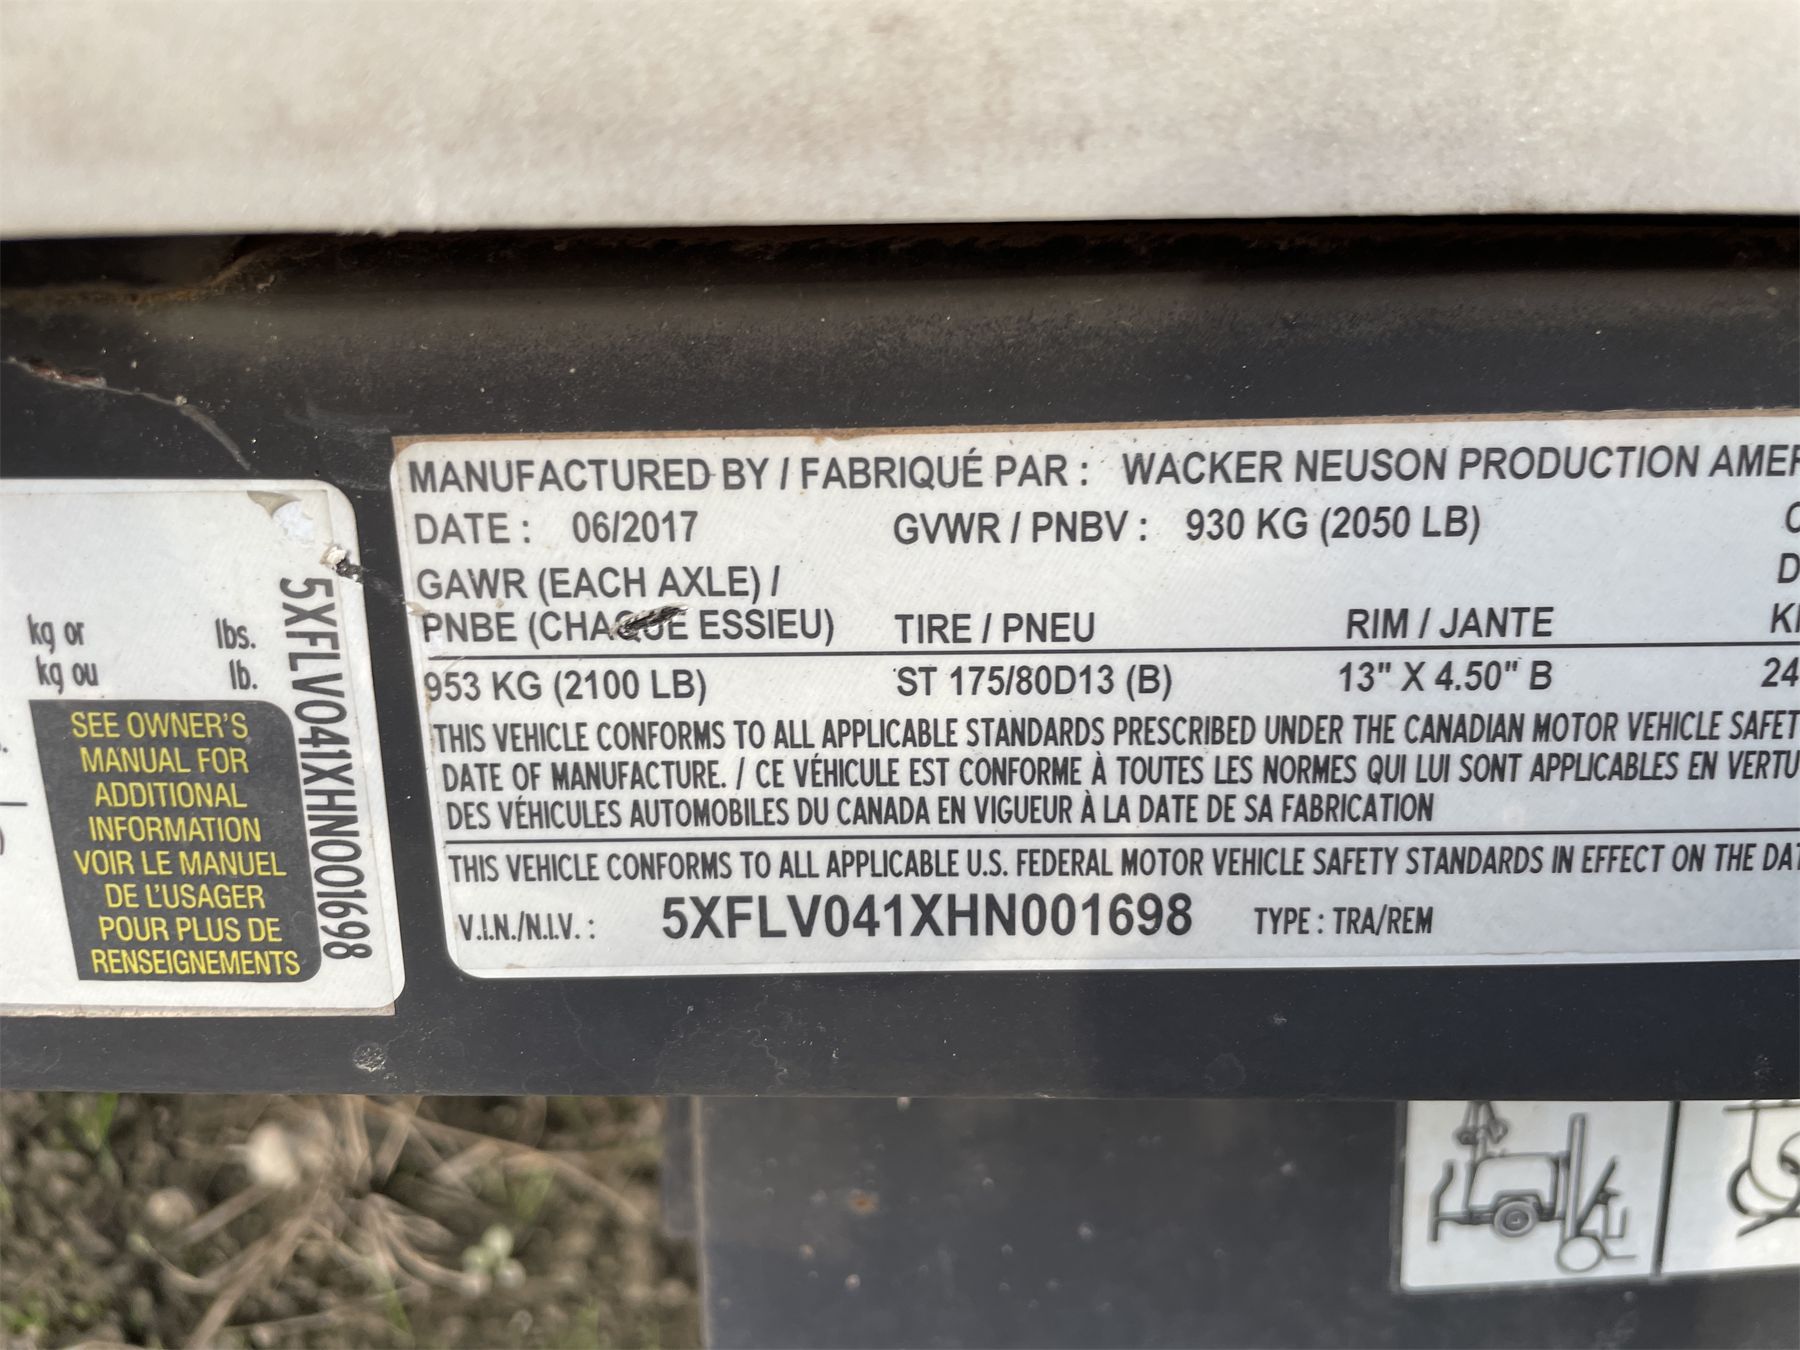 kg or lbs.
kg ou lb.
SEE OWNER'S
MANUAL FOR
ADDITIONAL
INFORMATION
VOIR LE MANUEL
DE L'USAGER
POUR PLUS DE
RENSEIGNEMENTS
5XFLV041XHN001698
MANUFACTURED BY / FABRIQUÉ PAR : WACKER NEUSON PRODUCTION AMER
DATE : 06/2017 GVWR / PNBV : 930 KG (2050 LB)
GAWR (EACH AXLE) /
PNBE (CHAQUE ESSIEU) TIRE / PNEU RIM / JANTE
953 KG (2100 LB) ST 175/80D13 (B) 13" X 4.50" B 24
THIS VEHICLE CONFORMS TO ALL APPLICABLE STANDARDS PRESCRIBED UNDER THE CANADIAN MOTOR VEHICLE SAFET
DATE OF MANUFACTURE. / CE VÉHICULE EST CONFORME À TOUTES LES NORMES QUI LUI SONT APPLICABLES EN VERTU
DES VÉHICULES AUTOMOBILES DU CANADA EN VIGUEUR À LA DATE DE SA FABRICATION
THIS VEHICLE CONFORMS TO ALL APPLICABLE U.S. FEDERAL MOTOR VEHICLE SAFETY STANDARDS IN EFFECT ON THE DAT
V.I.N./N.I.V. : 5XFLV041XHN001698 TYPE : TRA/REM